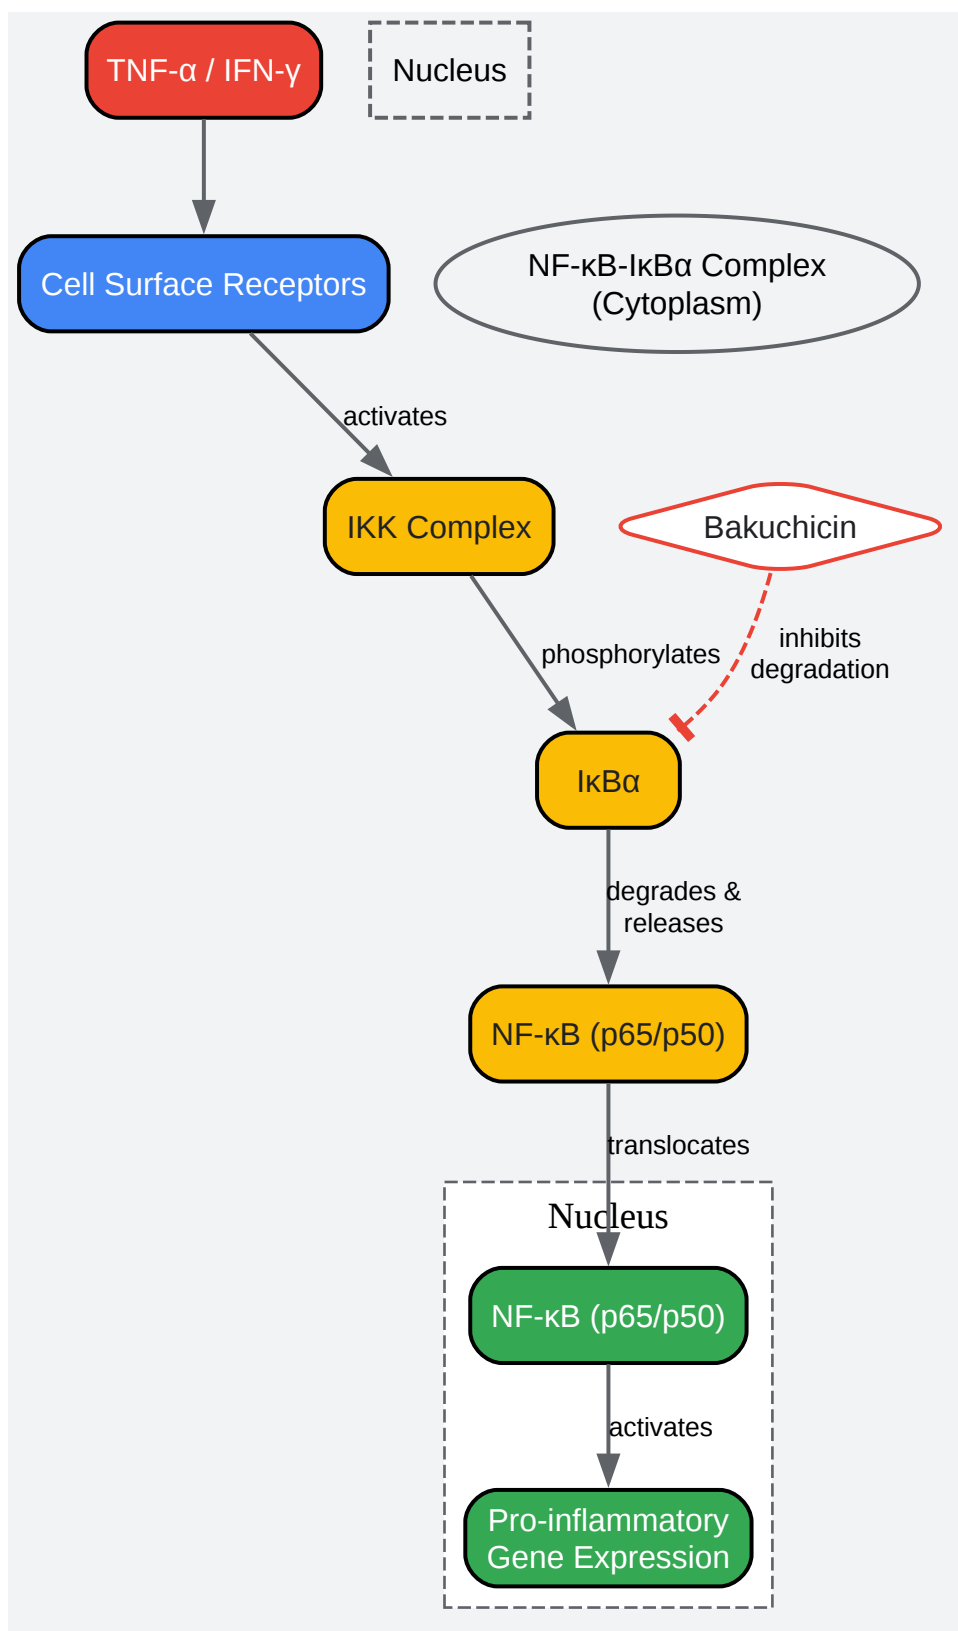 TNF-α / IFN-γ
Nucleus
Cell Surface Receptors
NF-κB-IκBα Complex
(Cytoplasm)
activates
IKK Complex
Bakuchicin
phosphorylates
inhibits
degradation
IκBα
degrades &
releases
NF-κB (p65/p50)
translocates
Nucleus
NF-κB (p65/p50)
activates
Pro-inflammatory
Gene Expression